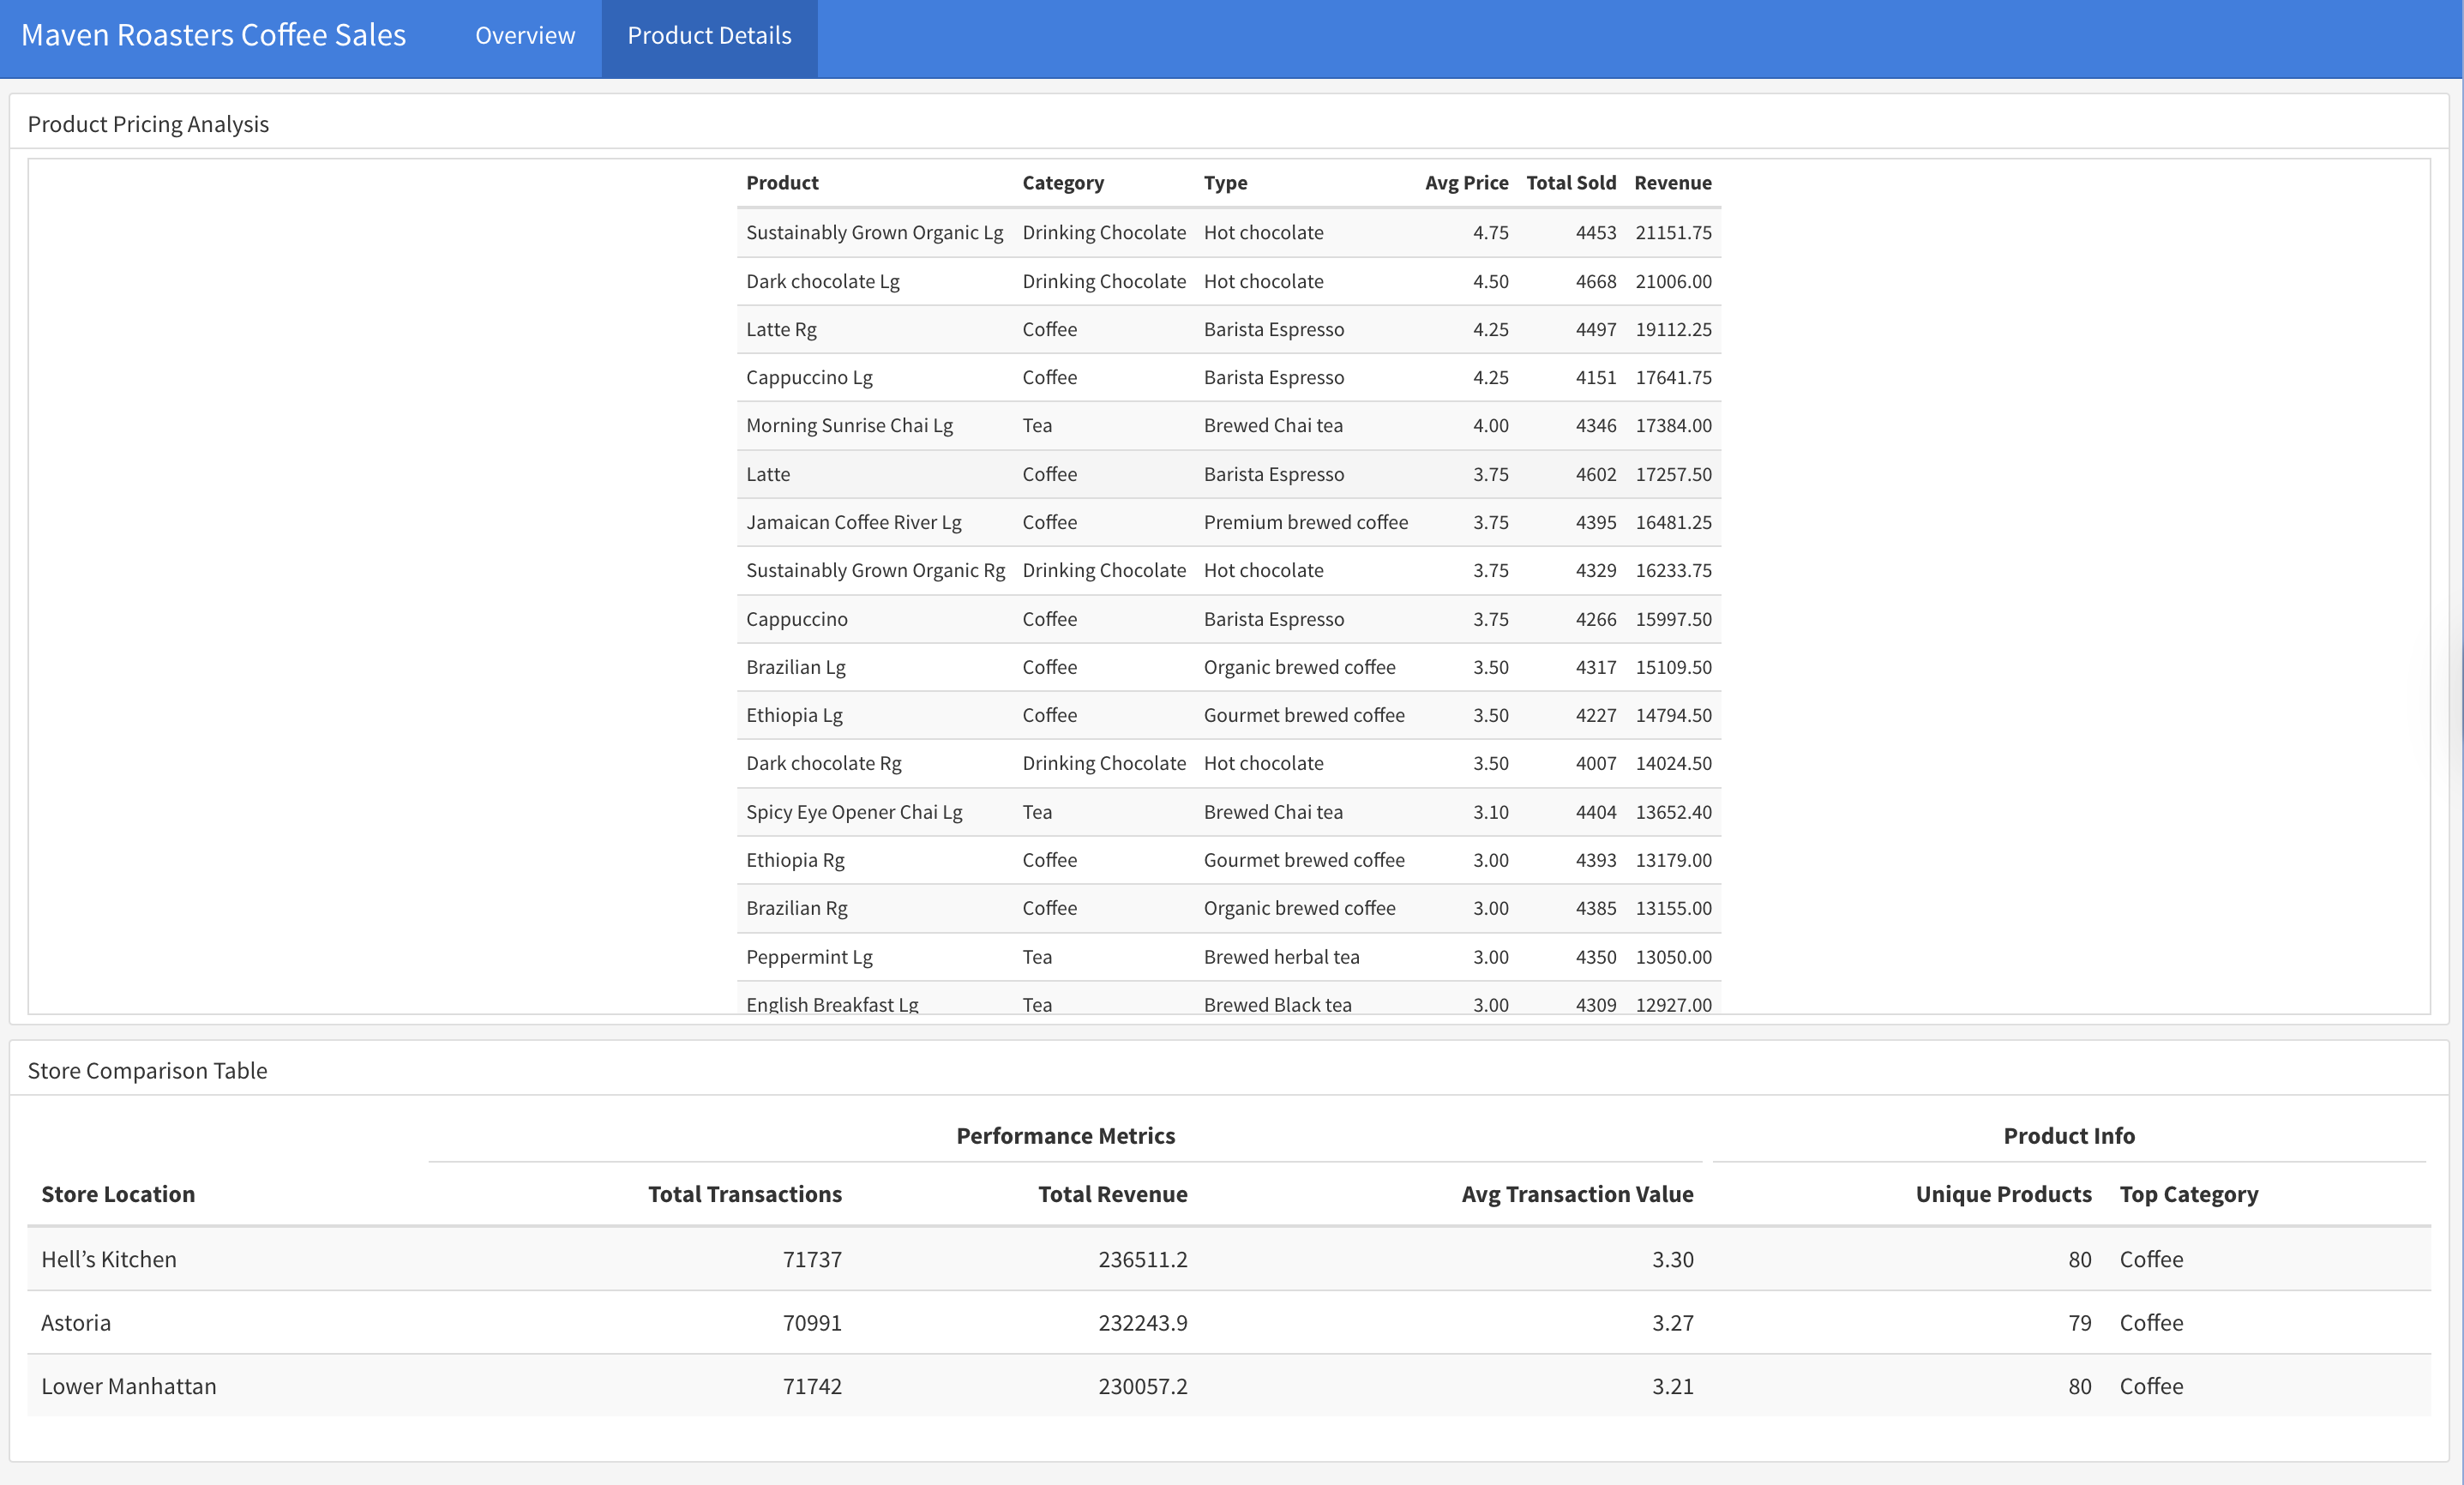 Maven Roasters Coffee Sales Overview Product Details
Product Pricing Analysis
Product Category Type Avg Price Total Sold Revenue
Sustainably Grown Organic Lg Drinking Chocolate Hot chocolate 4.75 4453 21151.75
Dark chocolate Lg Drinking Chocolate Hot chocolate 4.50 4668 21006.00
Latte Rg Coffee Barista Espresso 4.25 4497 19112.25
Cappuccino Lg Coffee Barista Espresso 4.25 4151 17641.75
Morning Sunrise Chai Lg Tea Brewed Chai tea 4.00 4346 17384.00
Latte Coffee Barista Espresso 3.75 4602 17257.50
Jamaican Coffee River Lg Coffee Premium brewed coffee 3.75 4395 16481.25
Sustainably Grown Organic Rg Drinking Chocolate Hot chocolate 3.75 4329 16233.75
Cappuccino Coffee Barista Espresso 3.75 4266 15997.50
Brazilian Lg Coffee Organic brewed coffee 3.50 4317 15109.50
Ethiopia Lg Coffee Gourmet brewed coffee 3.50 4227 14794.50
Dark chocolate Rg Drinking Chocolate Hot chocolate 3.50 4007 14024.50
Spicy Eye Opener Chai Lg Tea Brewed Chai tea 3.10 4404 13652.40
Ethiopia Rg Coffee Gourmet brewed coffee 3.00 4393 13179.00
Brazilian Rg Coffee Organic brewed coffee 3.00 4385 13155.00
Peppermint Lg Tea Brewed herbal tea 3.00 4350 13050.00
English Breakfast Lg Tea Brewed Black tea 3.00 4309 12927.00
Store Comparison Table
Performance Metrics Product Info
Store Location Total Transactions Total Revenue Avg Transaction Value Unique Products Top Category
Hell’s Kitchen 71737 236511.2 3.30 80 Coffee
Astoria 70991 232243.9 3.27 79 Coffee
Lower Manhattan 71742 230057.2 3.21 80 Coffee